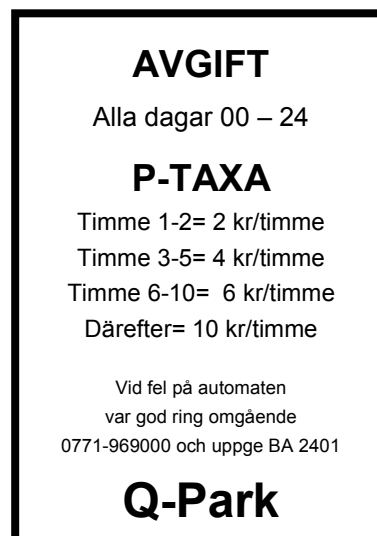 AVGIFT
Alla dagar 00 – 24
P-TAXA
Timme 1-2= 2 kr/timme
Timme 3-5= 4 kr/timme
Timme 6-10=  6 kr/timme
Därefter= 10 kr/timme
Vid fel på automaten
var god ring omgående
0771-969000 och uppge BA 2401
Q-Park